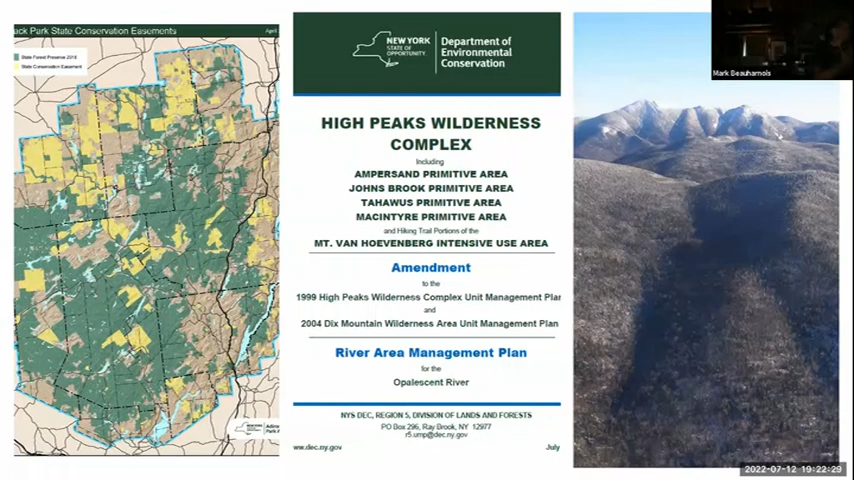 ack Park State Conservation Easements
April
State Forest Preserve 2018
State Conservation Easement
NEW YORK
STATE OF
OPPORTUNITY.
Department of
Environmental
Conservation
HIGH PEAKS WILDERNESS
COMPLEX
Including
AMPERSAND PRIMITIVE AREA
JOHNS BROOK PRIMITIVE AREA
TAHAWUS PRIMITIVE AREA
MACINTYRE PRIMITIVE AREA
and Hiking Trail Portions of the
MT. VAN HOEVENBERG INTENSIVE USE AREA
Amendment
to the
1999 High Peaks Wilderness Complex Unit Management Plan
and
2004 Dix Mountain Wilderness Area Unit Management Plan
River Area Management Plan
for the
Opalescent River
NYS DEC, REGION 5, DIVISION OF LANDS AND FORESTS
PO Box 296, Ray Brook, NY 12977
r5.ump@dec.ny.gov
ww.dec.ny.gov
July
Mark Beauharnois
2022-07-12 19:22:29